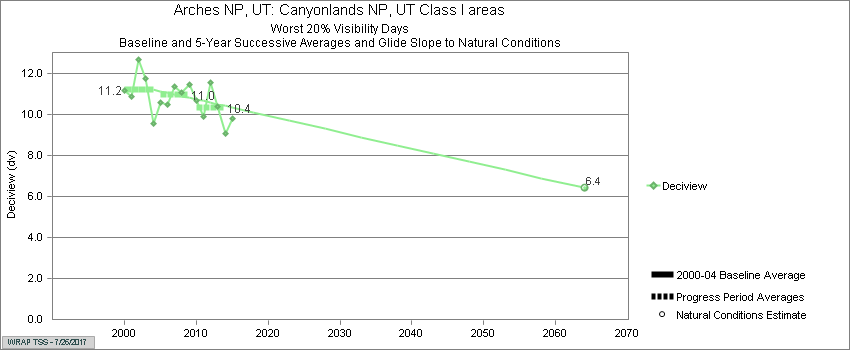 Arches NP, UT: Canyonlands NP, UT Class I areas
Worst 20% Visibility Days
Baseline and 5-Year Successive Averages and Glide Slope to Natural Conditions
12.0
10.0
8.0
6.0
4.0
2.0
0.0
Deciview (dv)
11.2
11.0
10.4
6.4
2000
2010
2020
2030
2040
2050
2060
2070
Deciview
2000-04 Baseline Average
Progress Period Averages
Natural Conditions Estimate
WRAP TSS - 7/26/2017